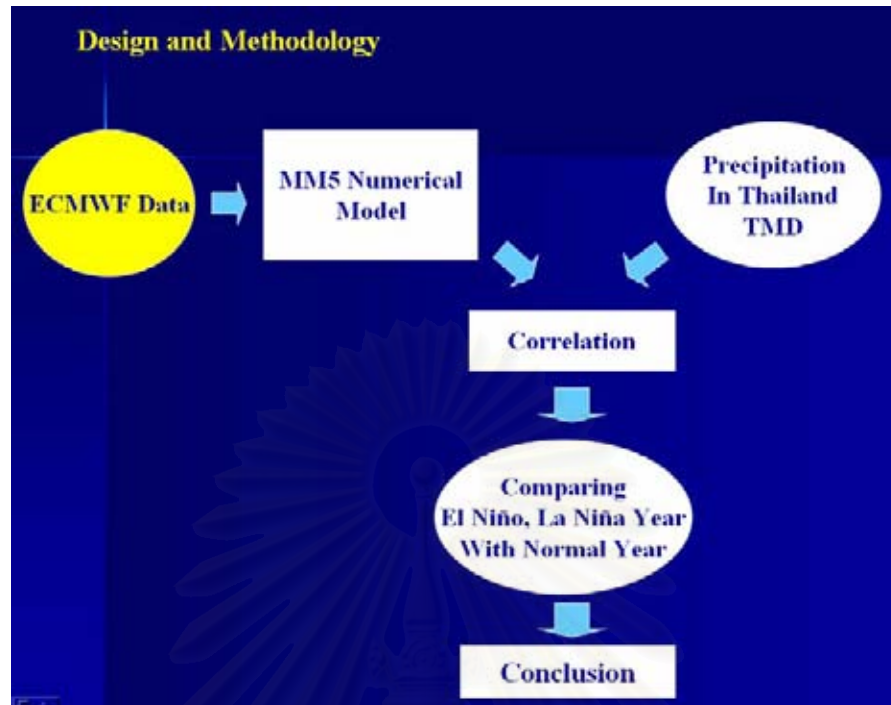 Design and Methodology
ECMWF Data
MM5 Numerical
Model
Precipitation
In Thailand
TMD
Correlation
Comparing
El Niño, La Niña Year
With Normal Year
Conclusion